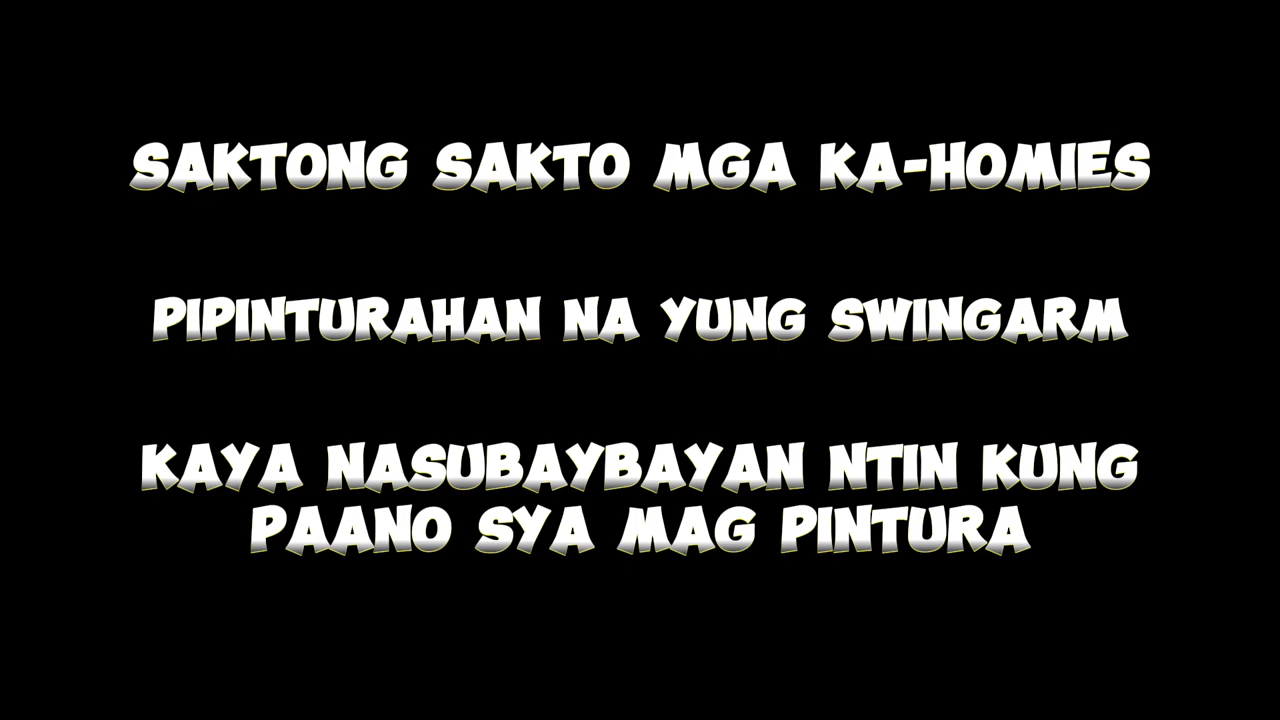 SAKTONG SAKTO MGA KA-HOMIES
PIPINTURAHAN NA YUNG SWINGARM
KAYA NASUBAYBAYAN NTIN KUNG
PAANO SYA MAG PINTURA